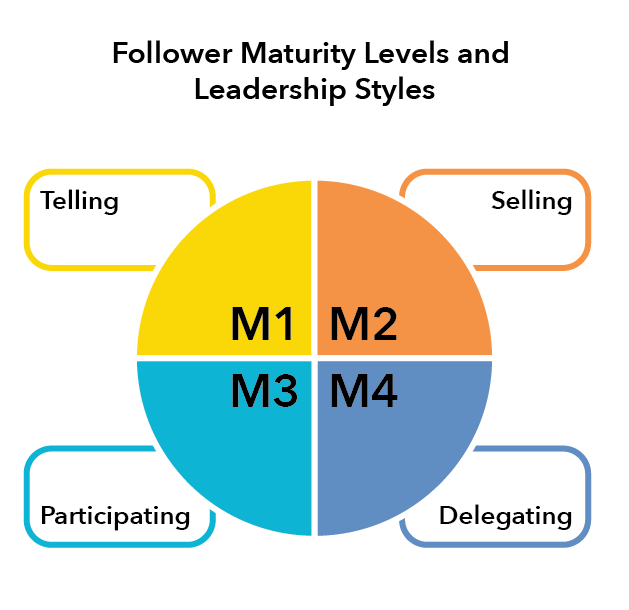 Follower Maturity Levels and
Leadership Styles
Telling
Selling
M1
M2
M3
M4
Participating
Delegating